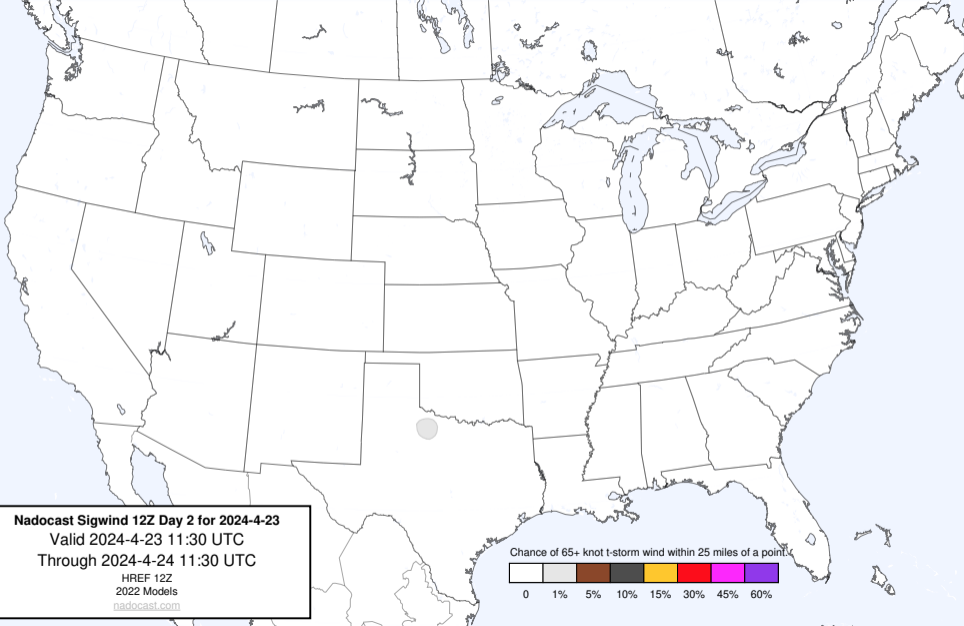 Nadocast Sigwind 12Z Day 2 for 2024-4-23
Valid 2024-4-23 11:30 UTC
Through 2024-4-24 11:30 UTC
HREF 12Z
2022 Models
nadocast.com
Chance of 65+ knot t-storm wind within 25 miles of a point.
0 1% 5% 10% 15% 30% 45% 60%